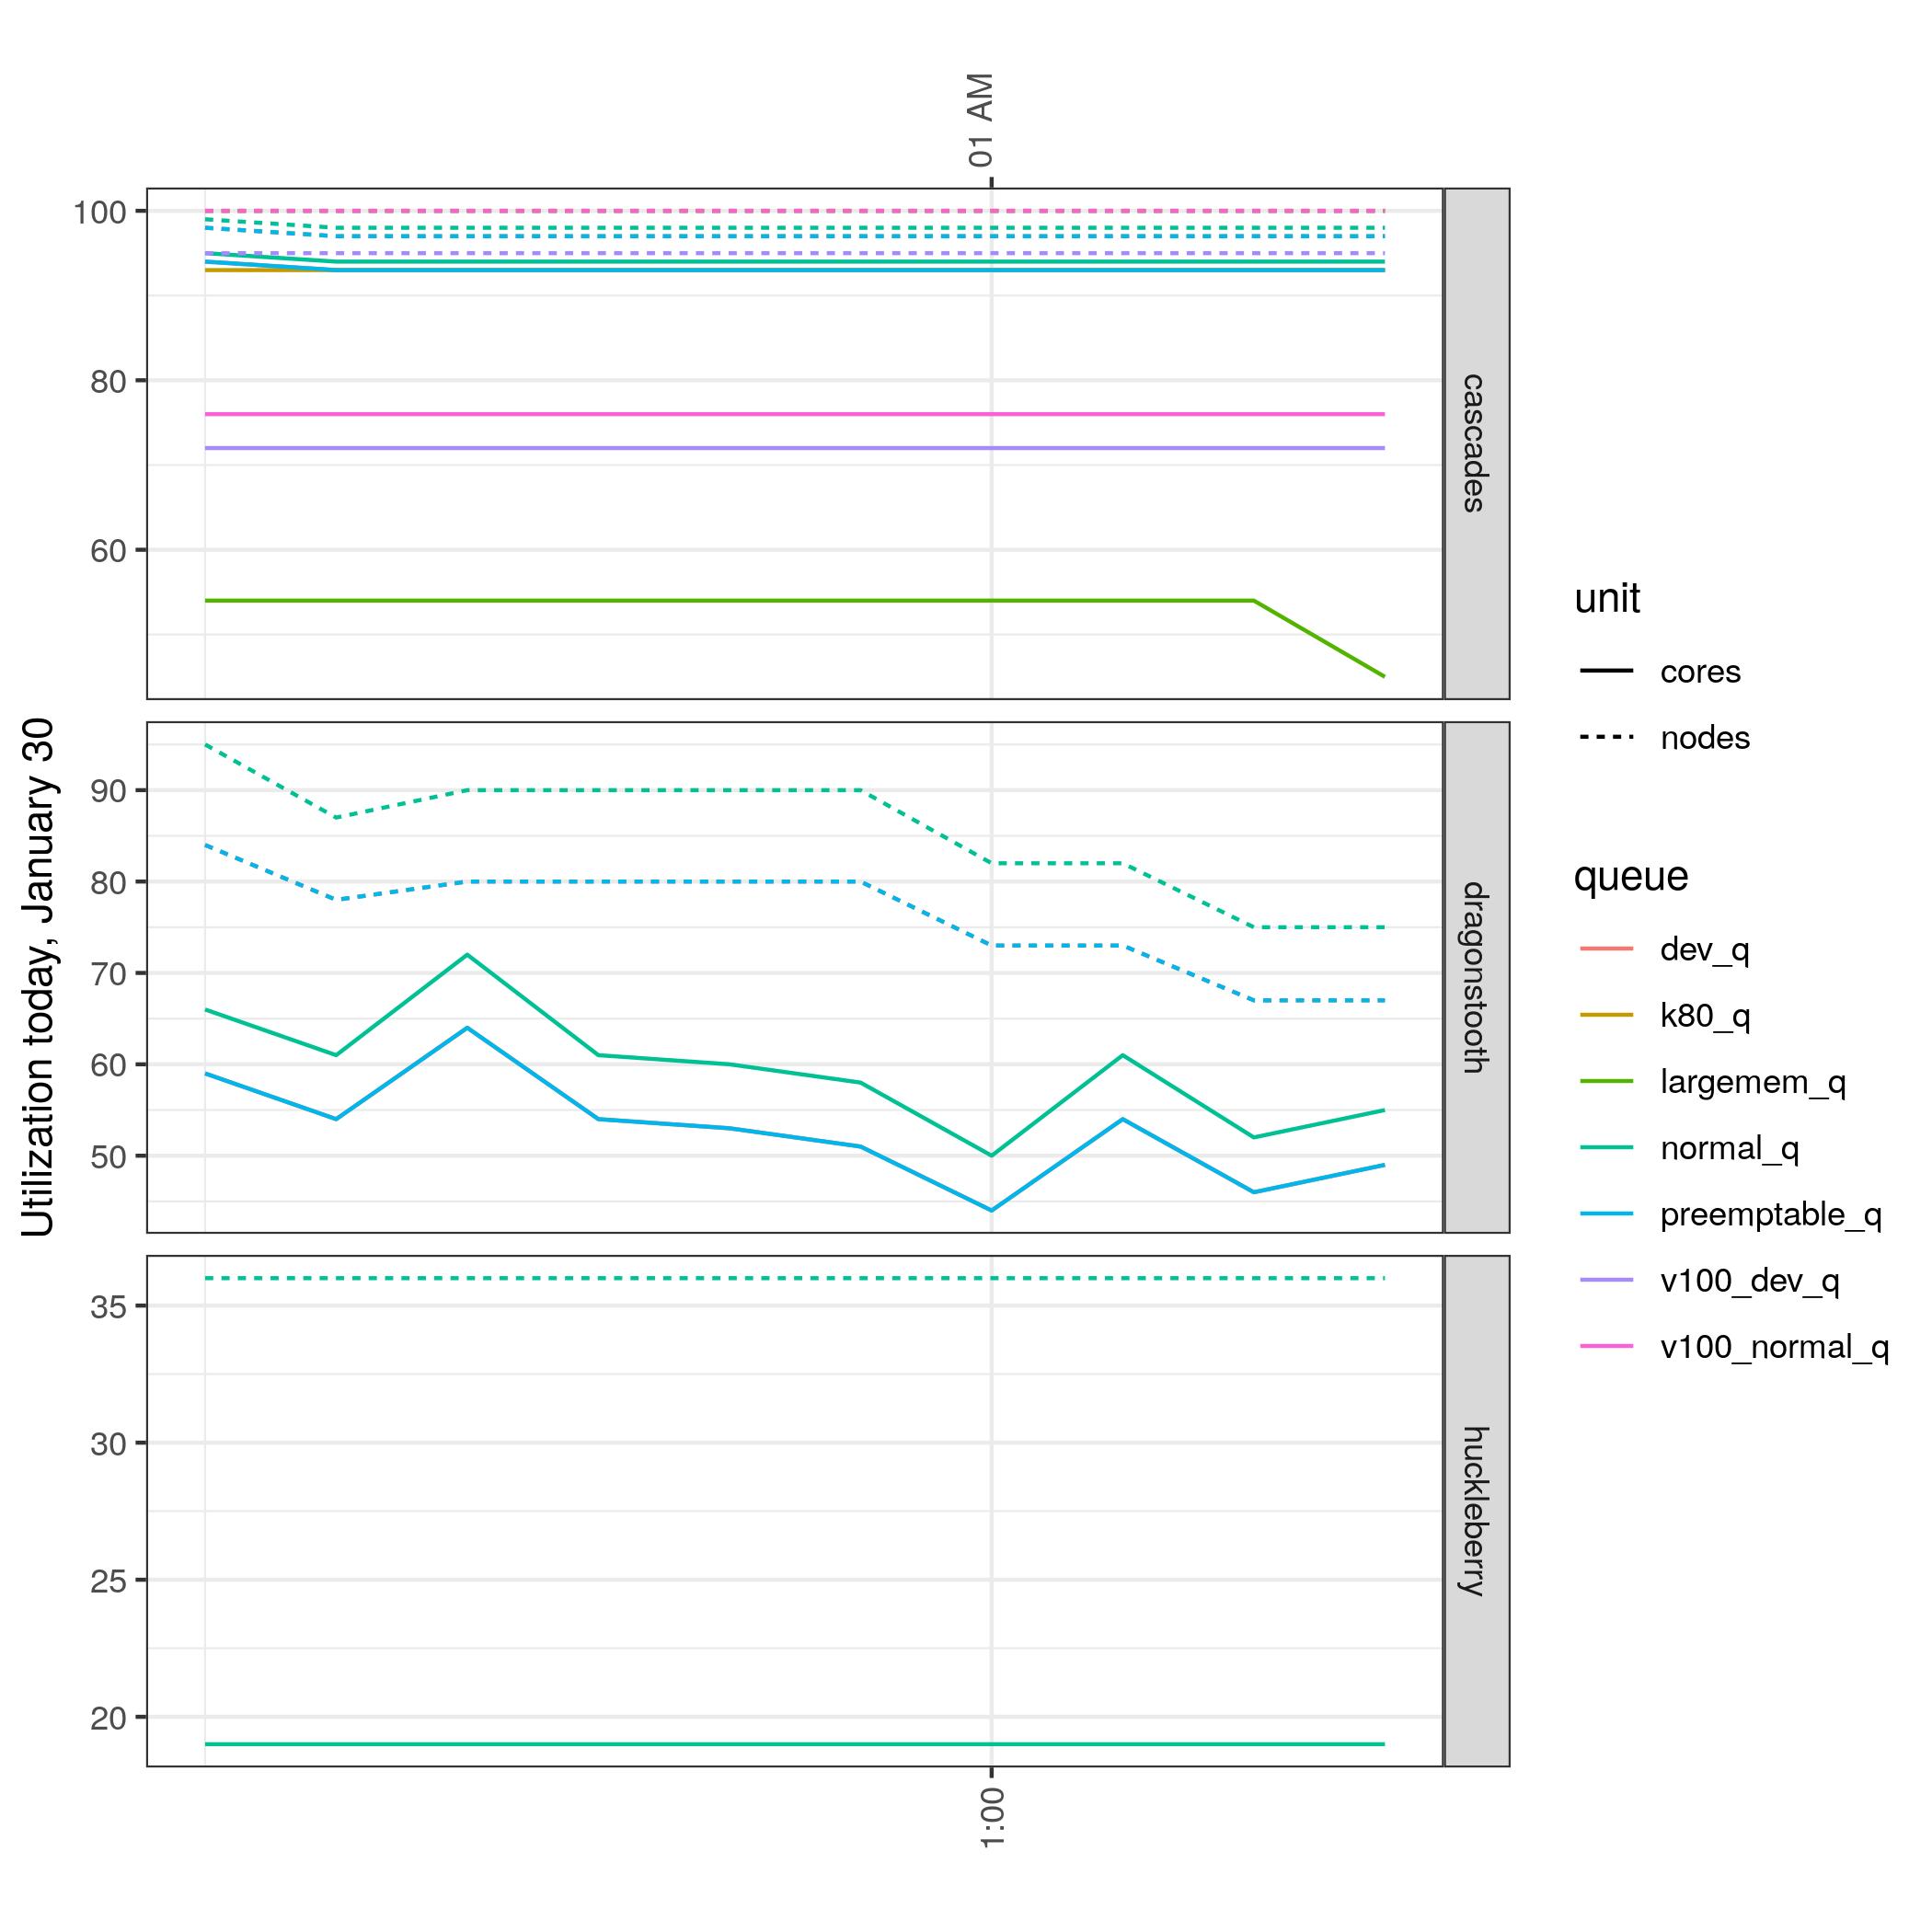 01 AM
Utilization today, January 30
100
80
60
cascades
90
80
70
60
50
dragonstooth
35
30
25
20
huckleberry
1:00
unit
cores
nodes
queue
dev_q
k80_q
largemem_q
normal_q
preemptable_q
v100_dev_q
v100_normal_q